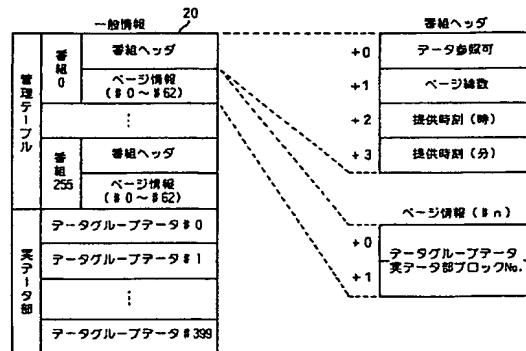 一般情報
20
番組ヘッダ
管理テーブル
番組0
番組ヘッダ
ページ情報
(#0~#62)
⋮
番組255
番組ヘッダ
ページ情報
(#0~#62)
実データ部
データグループデータ#0
データグループデータ#1
⋮
データグループデータ#399
+0
データ参照可
+1
ページ総数
+2
提供時刻(時)
+3
提供時刻(分)
ページ情報(#n)
+0
データグループデータ
実データ部ブロックNo.
+1